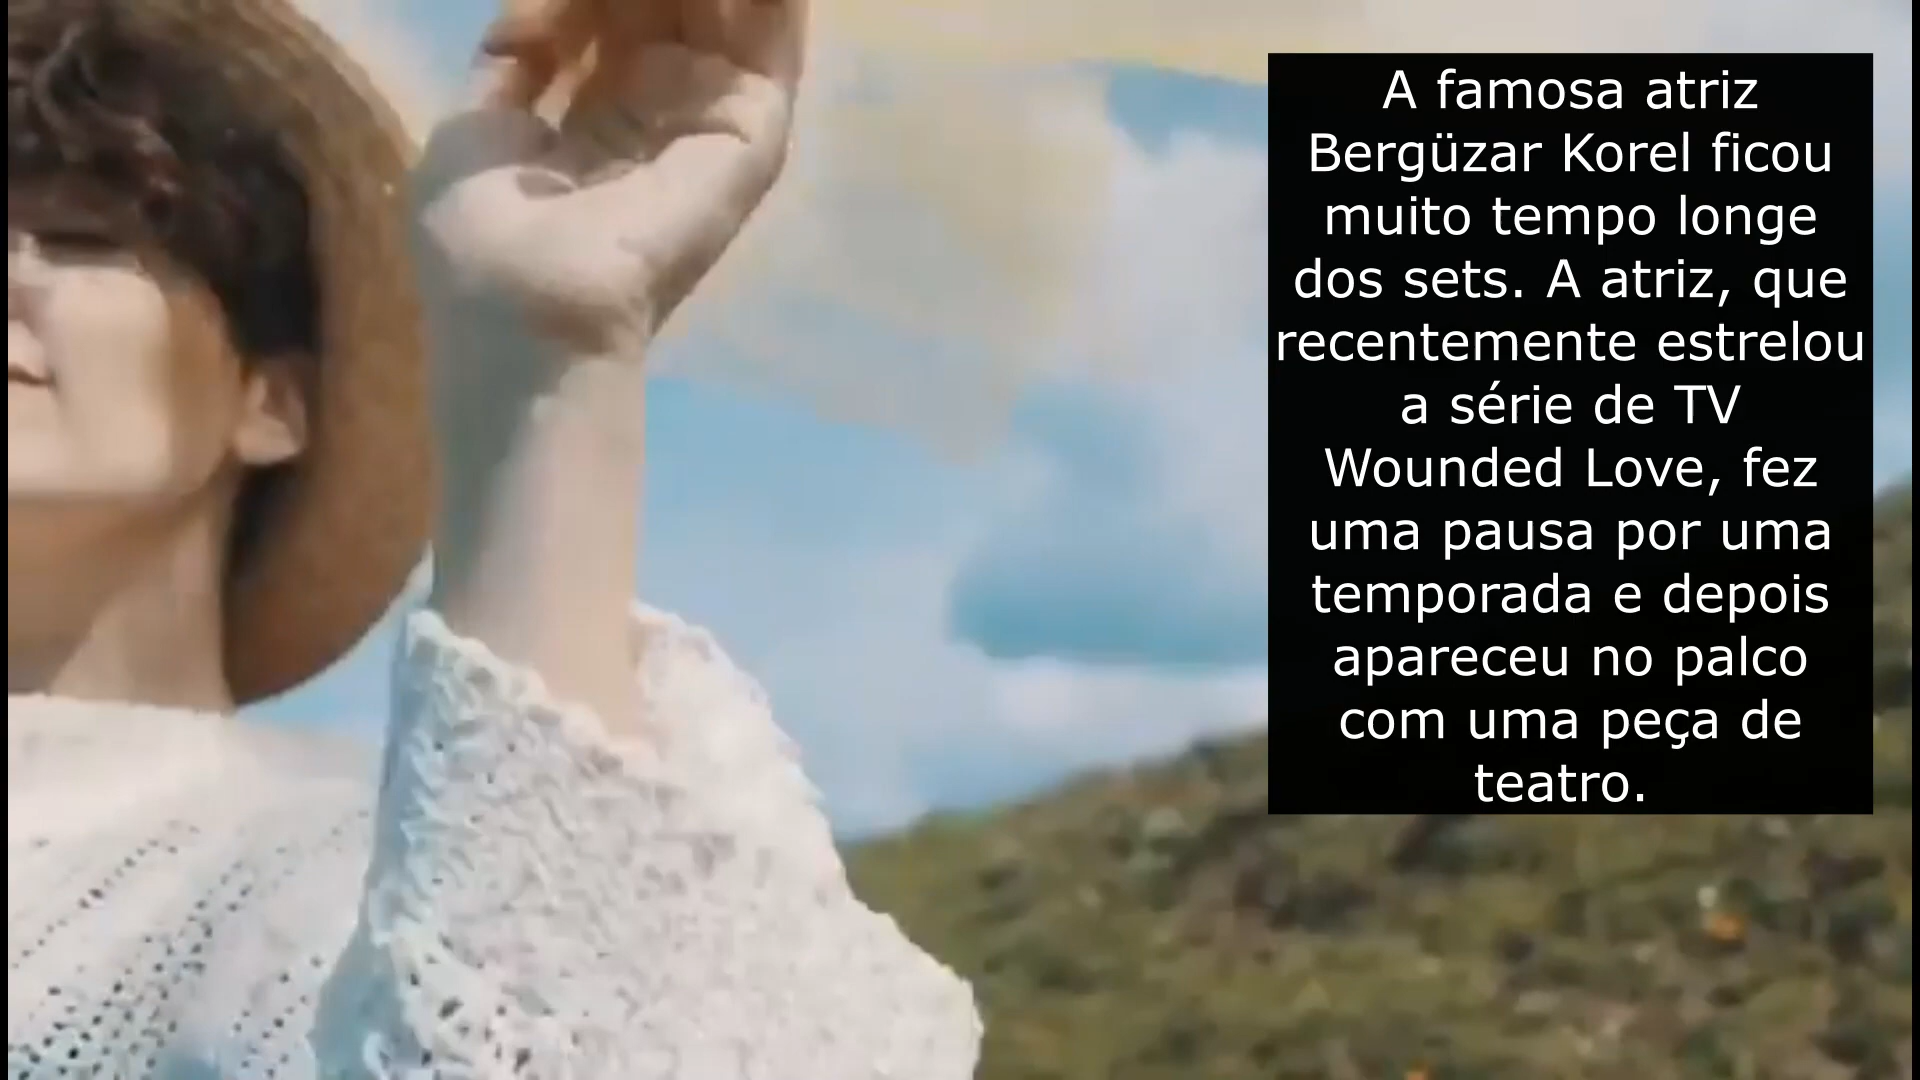 A famosa atriz
Bergüzar Korel ficou
muito tempo longe
dos sets. A atriz, que
recentemente estrelou
a série de TV
Wounded Love, fez
uma pausa por uma
temporada e depois
apareceu no palco
com uma peça de
teatro.